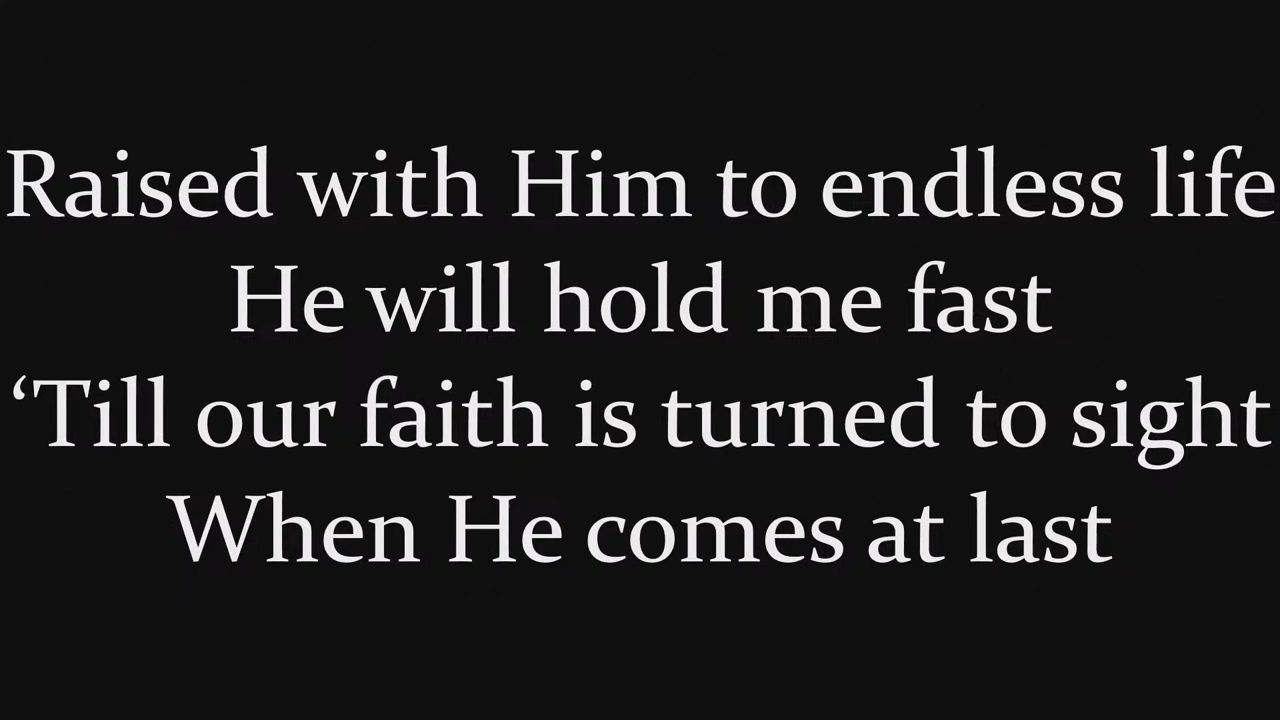 Raised with Him to endless life
He will hold me fast
‘Till our faith is turned to sight
When He comes at last